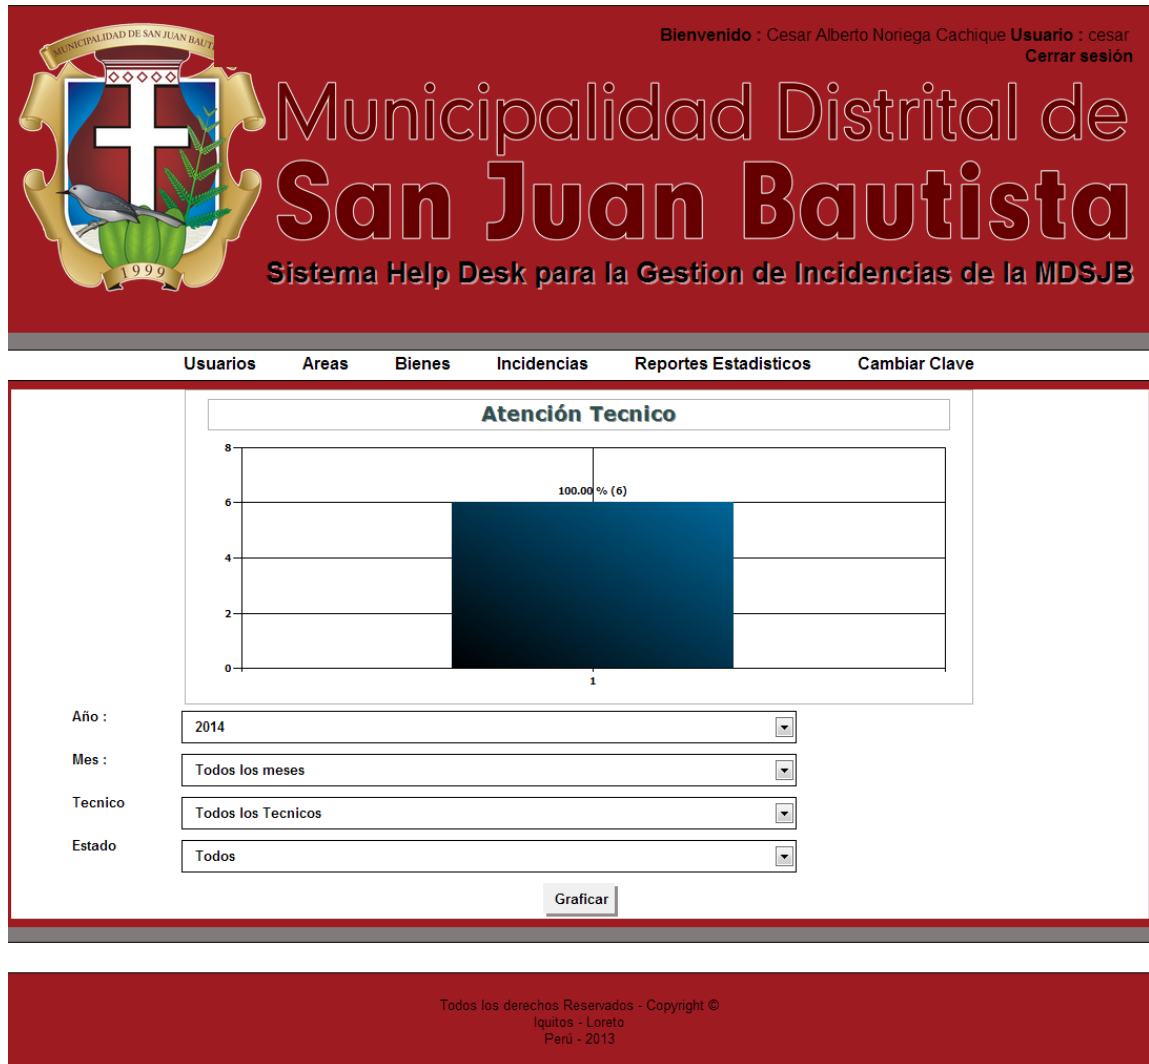 MUNICIPALIDAD DE SAN JUAN BAUT
1999
Bienvenido : Cesar Alberto Noriega Cachique Usuario : cesar
Cerrar sesión
Municipalidad Distrital de
San Juan Bautista
Sistema Help Desk para la Gestion de Incidencias de la MDSJB
Usuarios Areas Bienes Incidencias Reportes Estadisticos Cambiar Clave
Atención Tecnico
8
100.00 % (6)
6
4
2
0
1
Año : 2014
Mes : Todos los meses
Tecnico Todos los Tecnicos
Estado Todos
Graficar
Todos los derechos Reservados - Copyright ©
Iquitos - Loreto
Perú - 2013